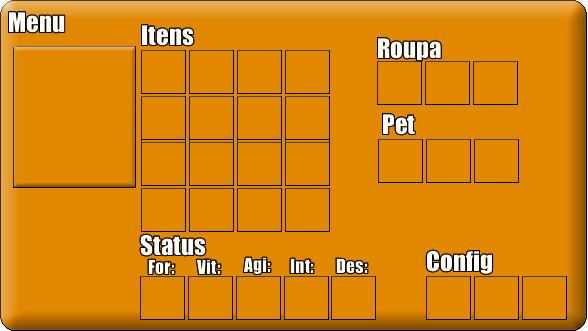 Menu
Itens
Roupa
Pet
Status
For: Vit: Agi: Int: Des:
Config